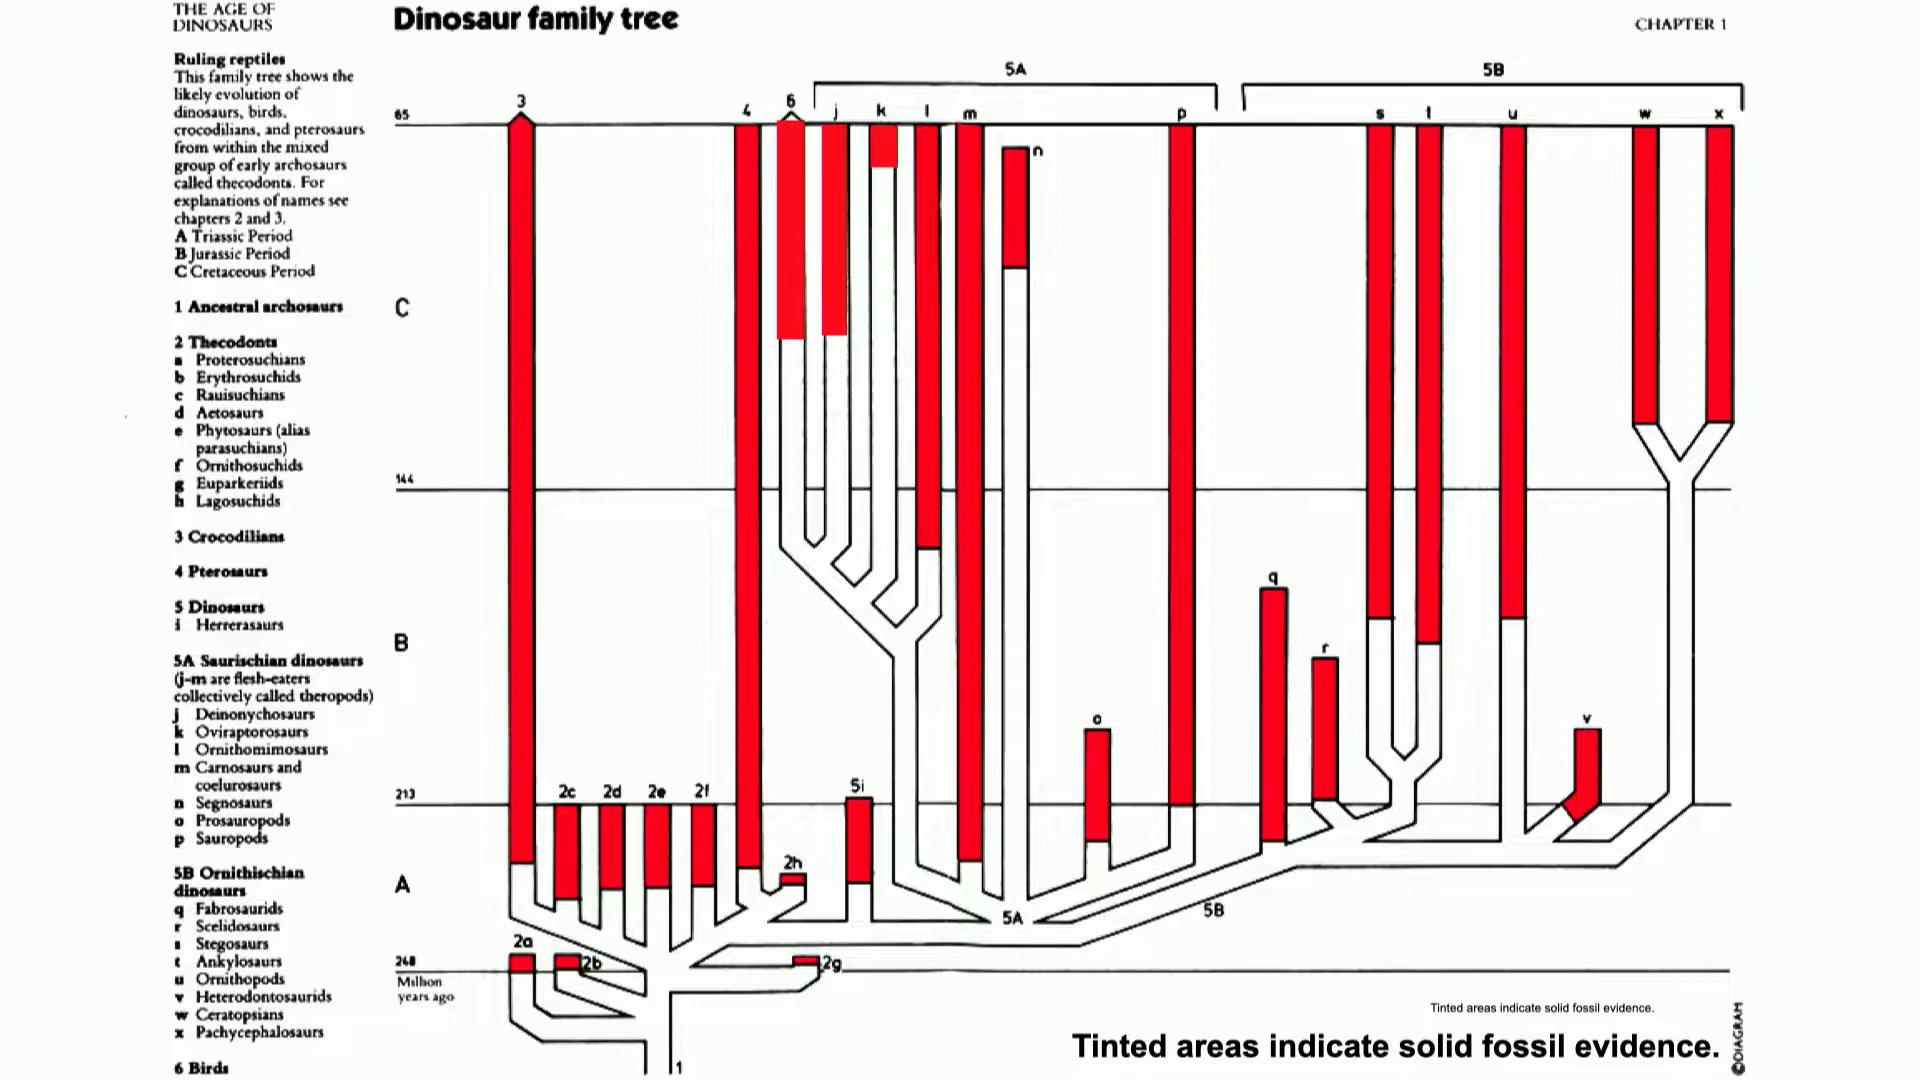 THE AGE OF
DINOSAURS
Dinosaur family tree
CHAPTER 1
Ruling reptiles
This family tree shows the
likely evolution of
dinosaurs, birds,
crocodilians, and pterosaurs
from within the mixed
group of early archosaurs
called thecodonts. For
explanations of names see
chapters 2 and 3.
A Triassic Period
B Jurassic Period
C Cretaceous Period
1 Ancestral archosaurs
2 Thecodonts
a Proterosuchians
b Erythrosuchids
c Rauisuchians
d Aetosaurs
e Phytosaurs (alias
parasuchians)
f Ornithosuchids
g Euparkeriids
h Lagosuchids
3 Crocodilians
4 Pterosaurs
5 Dinosaurs
i Herrerasaurs
5A Saurischian dinosaurs
(j-m are flesh-eaters
collectively called theropods)
j Deinonychosaurs
k Oviraptorosaurs
l Ornithomimosaurs
m Carnosaurs and
coelurosaurs
n Segnosaurs
o Prosauropods
p Sauropods
5B Ornithischian
dinosaurs
q Fabrosaurids
r Scelidosaurs
s Stegosaurs
t Ankylosaurs
u Ornithopods
v Heterodontosaurids
w Ceratopsians
x Pachycephalosaurs
6 Birds
5A 5B
3 4 6 j k l m p s t u w x
65
n
C
144
q
B
r
o v
213
2c 2d 2e 2f 5i
2h
A
5A 5B
2a
248
2b 2g
Million
years ago
1
Tinted areas indicate solid fossil evidence.
Tinted areas indicate solid fossil evidence.
©DIAGRAM